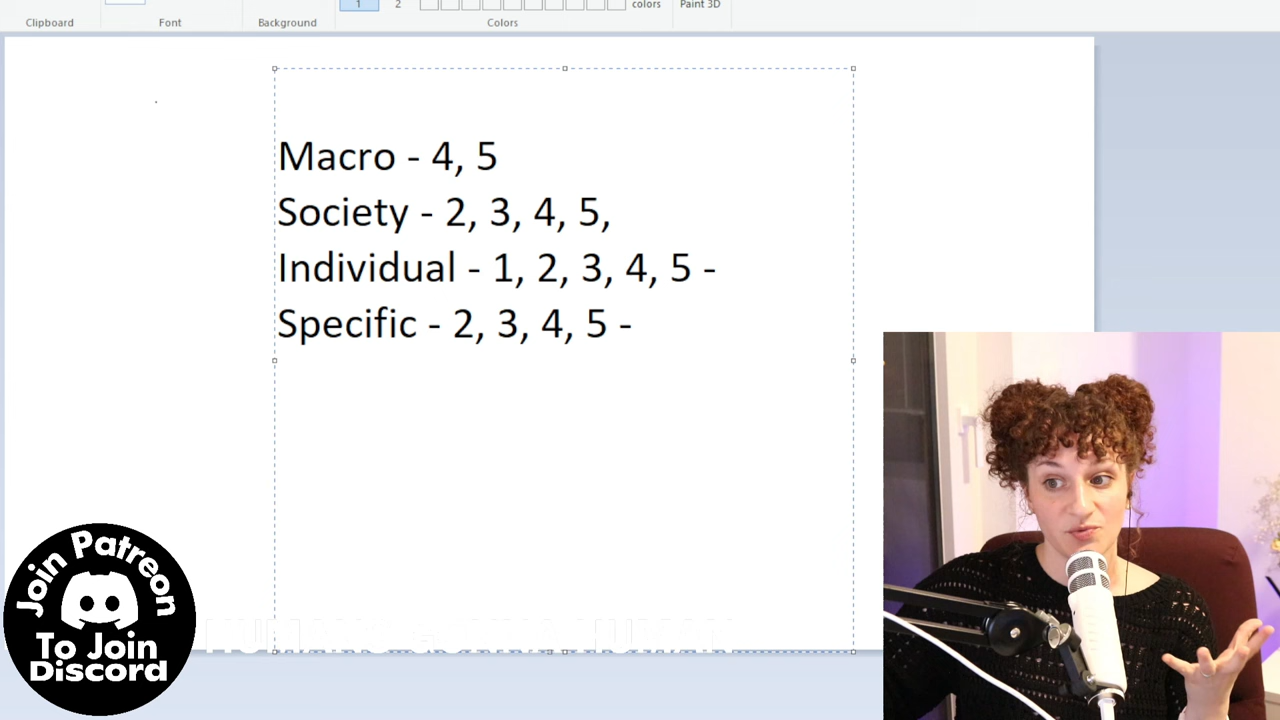 Clipboard
Font
Background
1
2
Colors
colors
Paint 3D
Macro - 4, 5
Society - 2, 3, 4, 5,
Individual - 1, 2, 3, 4, 5 -
Specific - 2, 3, 4, 5 -
Join Patreon
To Join
Discord